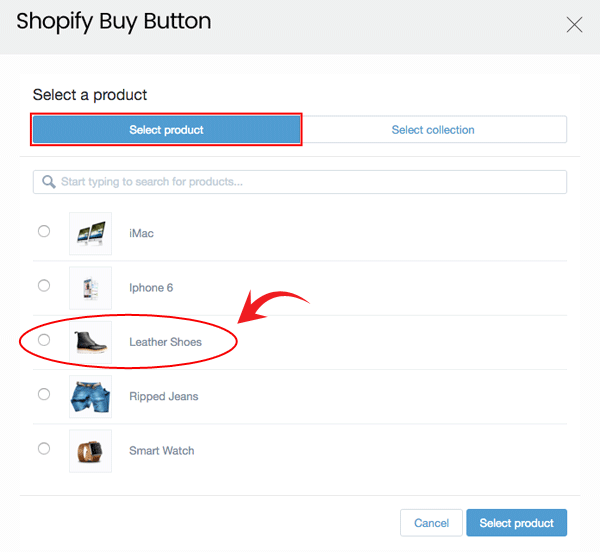 Shopify Buy Button
Select a product
Select product
Select collection
Start typing to search for products...
iMac
Iphone 6
Leather Shoes
Ripped Jeans
Smart Watch
Cancel
Select product